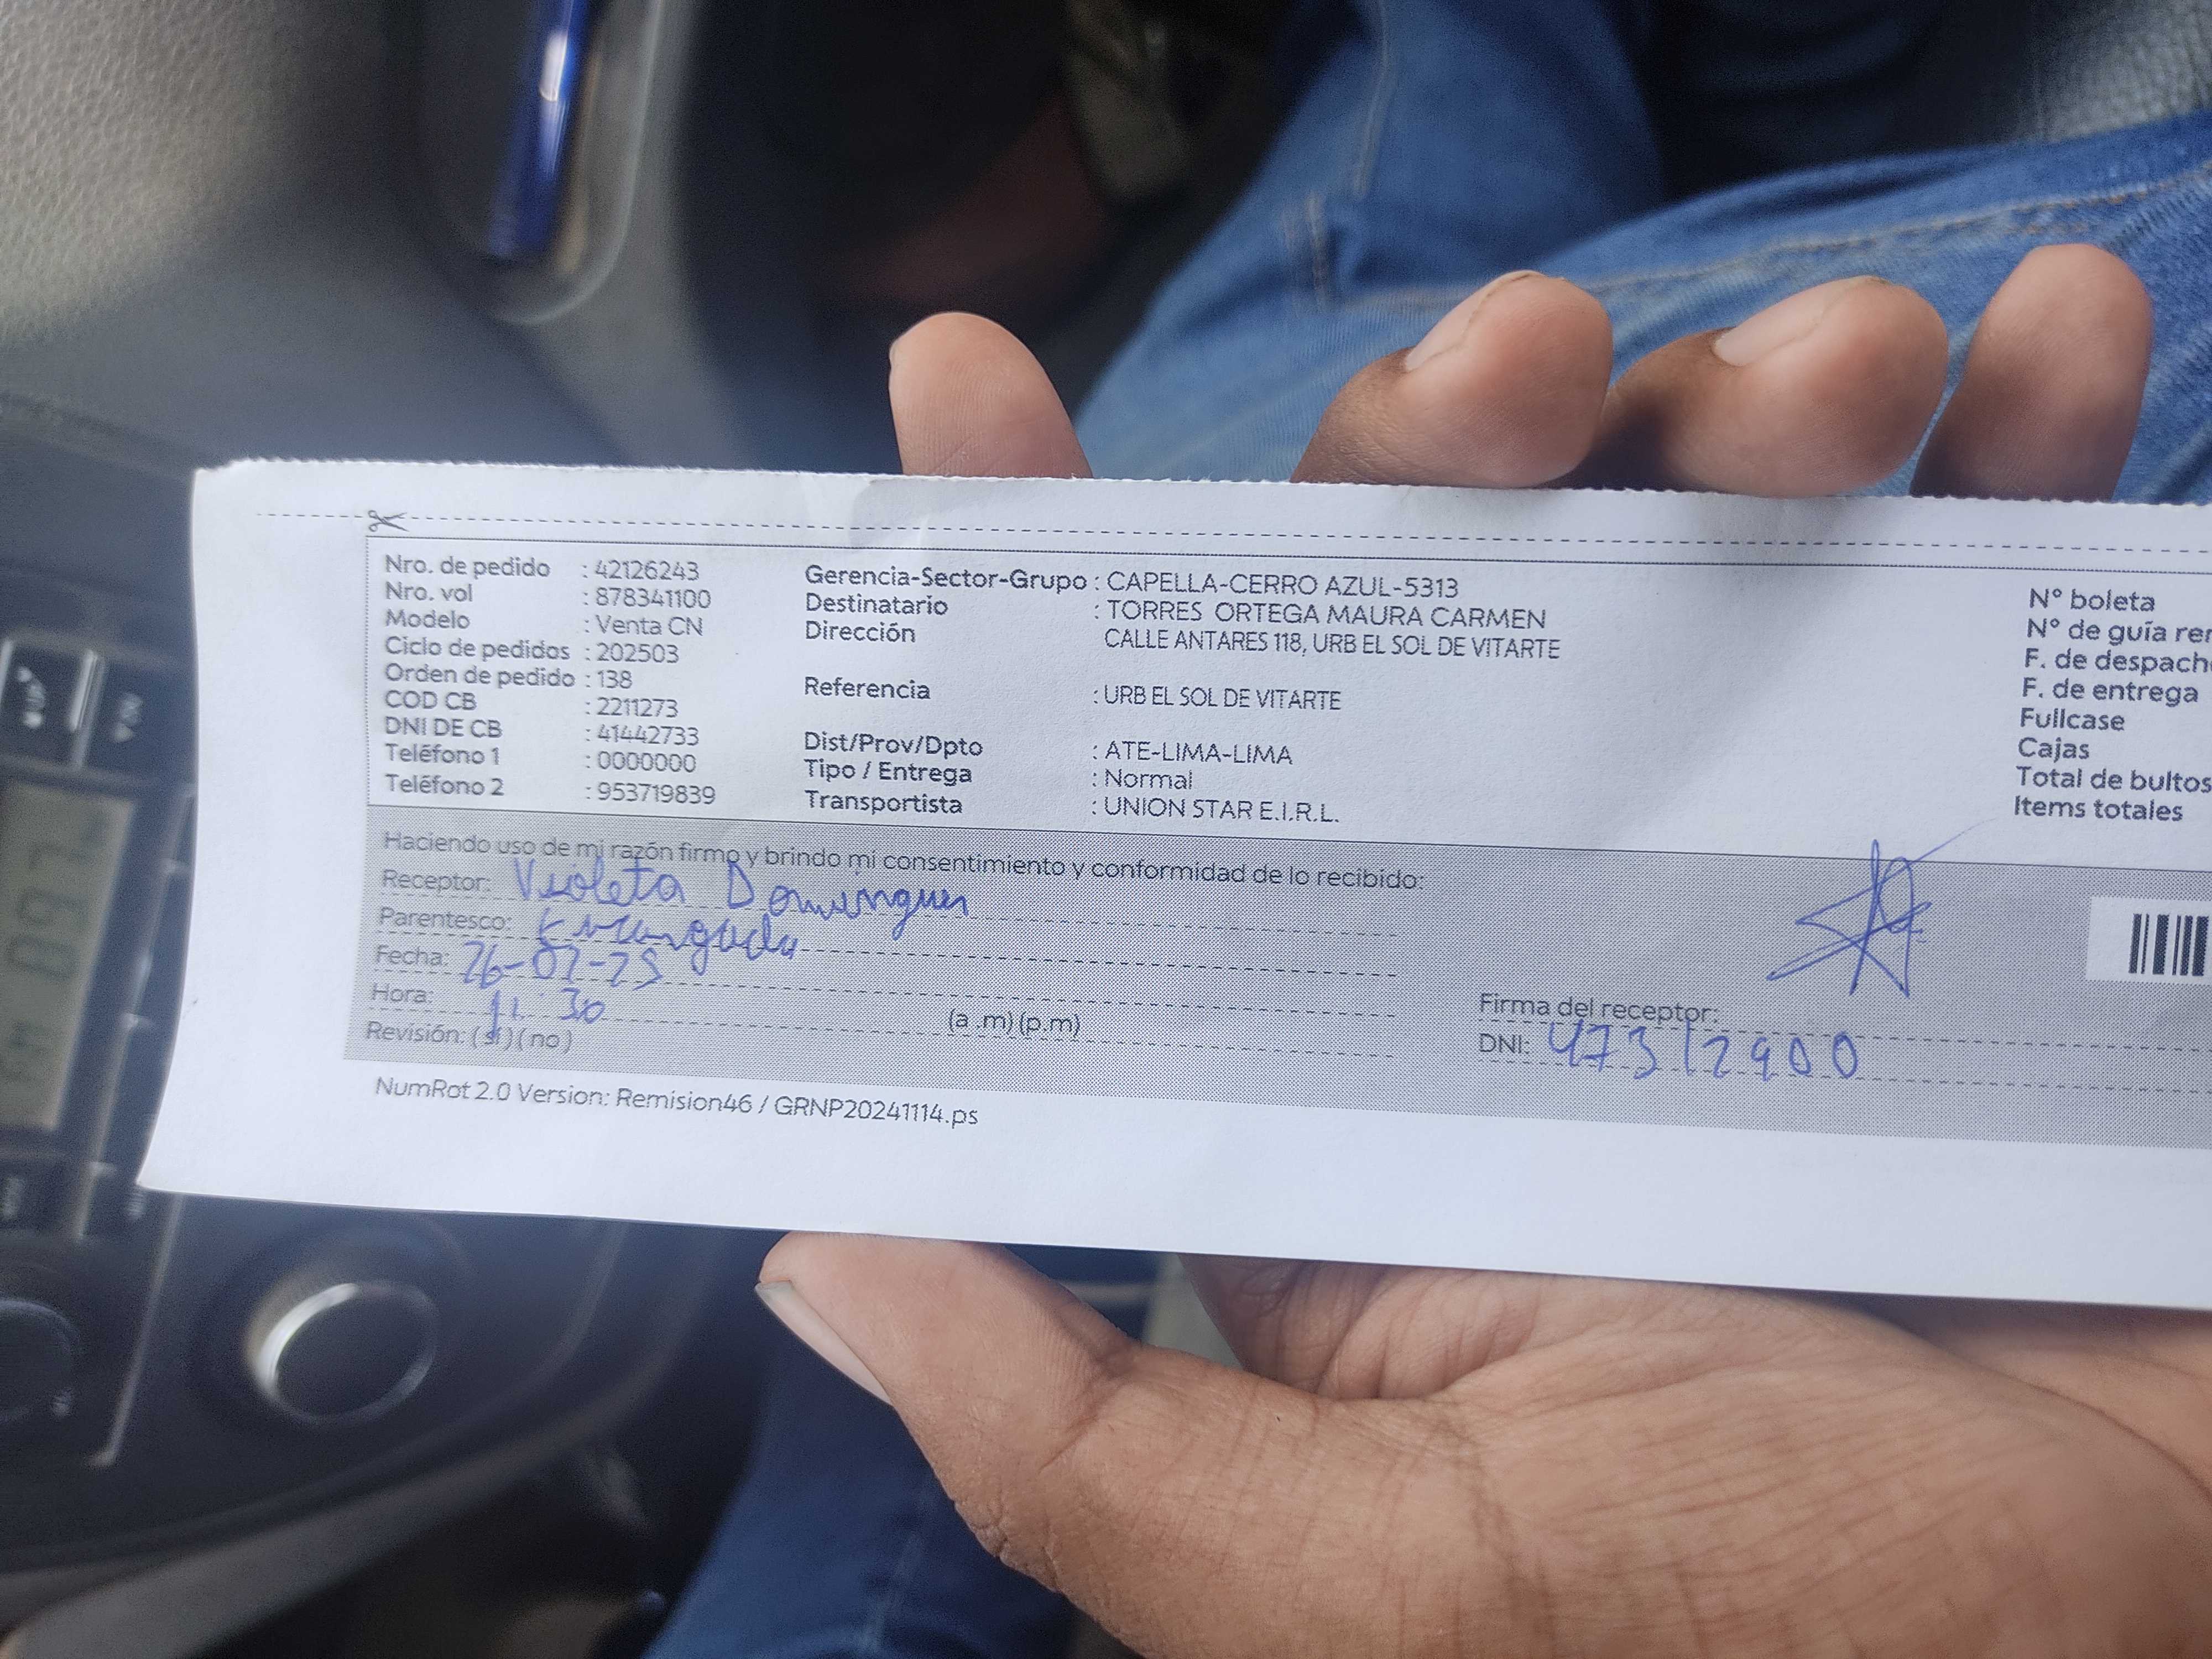 Nro. de pedido : 42126243
Nro. vol : 878341100
Modelo : Venta CN
Ciclo de pedidos : 202503
Orden de pedido : 138
COD CB : 2211273
DNI DE CB : 41442733
Teléfono 1 : 0000000
Teléfono 2 : 953719839
Gerencia-Sector-Grupo : CAPELLA-CERRO AZUL-5313
Destinatario : TORRES ORTEGA MAURA CARMEN
Dirección CALLE ANTARES 118, URB EL SOL DE VITARTE
Referencia : URB EL SOL DE VITARTE
Dist/Prov/Dpto : ATE-LIMA-LIMA
Tipo / Entrega : Normal
Transportista : UNION STAR E.I.R.L.
N° boleta
N° de guía rem
F. de despach
F. de entrega
Fullcase
Cajas
Total de bultos
Items totales
Haciendo uso de mi razón firmo y brindo mi consentimiento y conformidad de lo recibido:
Receptor: Violeta Dominguez
Parentesco: Encargada
Fecha: 26-02-25
Hora: 11:30 (a.m) (p.m)
Revisión: ( si ) ( no )
Firma del receptor:
DNI: 47312900
NumRot 2.0 Version: Remision46 / GRNP20241114.ps